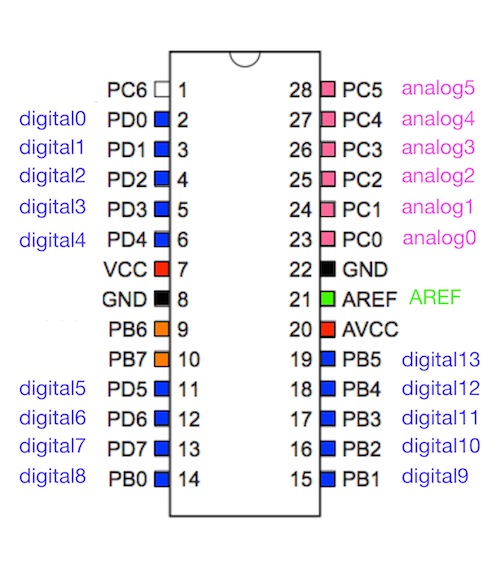 PC6 1 28 PC5 analog5
digital0 PD0 2 27 PC4 analog4
digital1 PD1 3 26 PC3 analog3
digital2 PD2 4 25 PC2 analog2
digital3 PD3 5 24 PC1 analog1
digital4 PD4 6 23 PC0 analog0
VCC 7 22 GND
GND 8 21 AREF AREF
PB6 9 20 AVCC
PB7 10 19 PB5 digital13
digital5 PD5 11 18 PB4 digital12
digital6 PD6 12 17 PB3 digital11
digital7 PD7 13 16 PB2 digital10
digital8 PB0 14 15 PB1 digital9